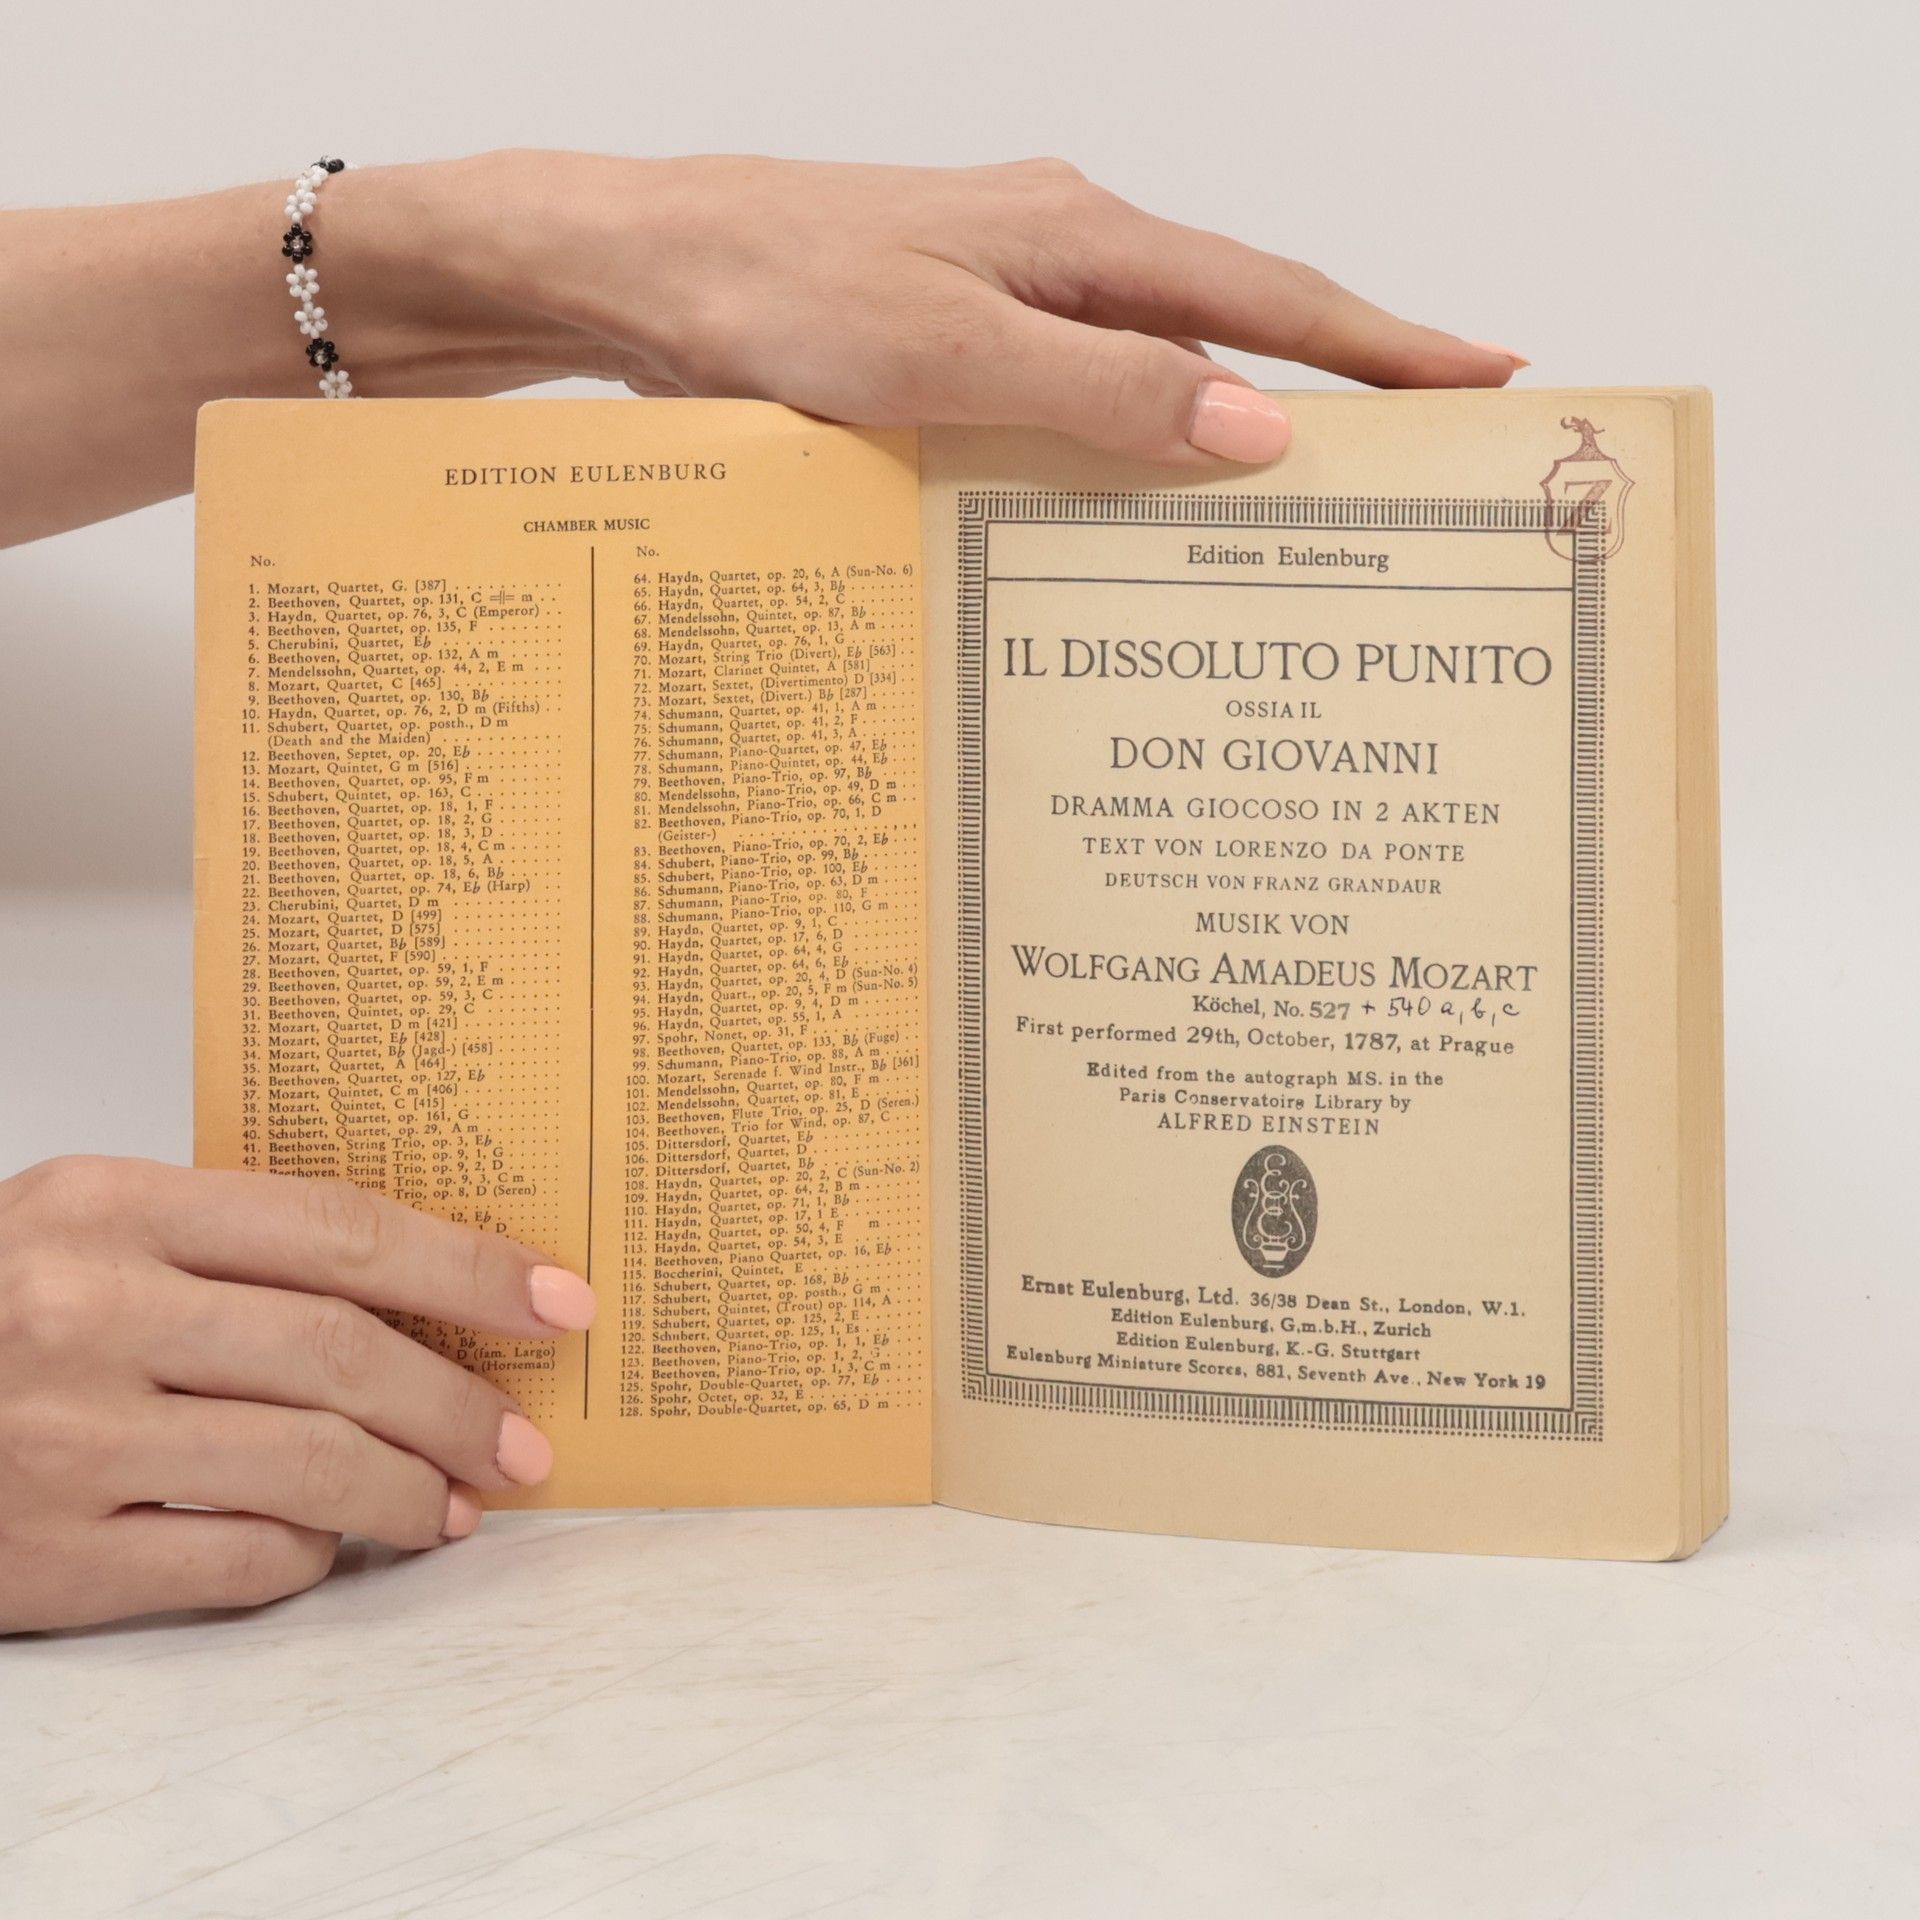 EDITION EULENBURG
CHAMBER MUSIC
No.
1. Mozart, Quartet, G. [387]
2. Beethoven, Quartet, op. 131, C ♯ m
3. Haydn, Quartet, op. 76, 3, C (Emperor)
4. Beethoven, Quartet, op. 135, F
5. Cherubini, Quartet, E♭
6. Beethoven, Quartet, op. 132, A m
7. Mendelssohn, Quartet, op. 44, 2, E m
8. Mozart, Quartet, C [465]
9. Beethoven, Quartet, op. 130, B♭
10. Haydn, Quartet, op. 76, 2, D m (Fifths)
11. Schubert, Quartet, op. posth., D m
(Death and the Maiden)
12. Beethoven, Septet, op. 20, E♭
13. Mozart, Quintet, G m [516]
14. Beethoven, Quartet, op. 95, F m
15. Schubert, Quintet, op. 163, C
16. Beethoven, Quartet, op. 18, 1, F
17. Beethoven, Quartet, op. 18, 2, G
18. Beethoven, Quartet, op. 18, 3, D
19. Beethoven, Quartet, op. 18, 4, C m
20. Beethoven, Quartet, op. 18, 5, A
21. Beethoven, Quartet, op. 18, 6, B♭
22. Beethoven, Quartet, op. 74, E♭ (Harp)
23. Cherubini, Quartet, D m
24. Mozart, Quartet, D [499]
25. Mozart, Quartet, D [575]
26. Mozart, Quartet, B♭ [589]
27. Mozart, Quartet, F [590]
28. Beethoven, Quartet, op. 59, 1, F
29. Beethoven, Quartet, op. 59, 2, E m
30. Beethoven, Quartet, op. 59, 3, C
31. Beethoven, Quintet, op. 29, C
32. Mozart, Quartet, D m [421]
33. Mozart, Quartet, E♭ [428]
34. Mozart, Quartet, B♭ (Jagd-) [458]
35. Mozart, Quartet, A [464]
36. Beethoven, Quartet, op. 127, E♭
37. Mozart, Quintet, C m [406]
38. Mozart, Quintet, C [415]
39. Schubert, Quartet, op. 161, G
40. Schubert, Quartet, op. 29, A m
41. Beethoven, String Trio, op. 3, E♭
42. Beethoven, String Trio, op. 9, 1, G
Beethoven, String Trio, op. 9, 2, D
String Trio, op. 9, 3, C m
Trio, op. 8, D (Seren)
G
12, E♭
1, D
op. 54,
64, 5, D
4, B♭
D (fam. Largo)
m (Horseman)
No.
64. Haydn, Quartet, op. 20, 6, A (Sun-No. 6)
65. Haydn, Quartet, op. 64, 3, B♭
66. Haydn, Quartet, op. 54, 2, C
67. Mendelssohn, Quintet, op. 87, B♭
68. Mendelssohn, Quartet, op. 13, A m
69. Haydn, Quartet, op. 76, 1, G
70. Mozart, String Trio (Divert), E♭ [563]
71. Mozart, Clarinet Quintet, A [581]
72. Mozart, Sextet, (Divertimento) D [334]
73. Mozart, Sextet, (Divert.) B♭ [287]
74. Schumann, Quartet, op. 41, 1, A m
75. Schumann, Quartet, op. 41, 2, F
76. Schumann, Quartet, op. 41, 3, A
77. Schumann, Piano-Quartet, op. 47, E♭
78. Schumann, Piano-Quintet, op. 44, E♭
79. Beethoven, Piano-Trio, op. 97, B♭
80. Mendelssohn, Piano-Trio, op. 49, D m
81. Mendelssohn, Piano-Trio, op. 66, C m
82. Beethoven, Piano-Trio, op. 70, 1, D
(Geister-)
83. Beethoven, Piano-Trio, op. 70, 2, E♭
84. Schubert, Piano-Trio, op. 99, B♭
85. Schubert, Piano-Trio, op. 100, E♭
86. Schumann, Piano-Trio, op. 63, D m
87. Schumann, Piano-Trio, op. 80, F
88. Schumann, Piano-Trio, op. 110, G m
89. Haydn, Quartet, op. 9, 1, C
90. Haydn, Quartet, op. 17, 6, D
91. Haydn, Quartet, op. 64, 4, G
92. Haydn, Quartet, op. 64, 6, E♭
93. Haydn, Quartet, op. 20, 4, D (Sun-No. 4)
94. Haydn, Quart., op. 20, 5, F m (Sun-No. 5)
95. Haydn, Quartet, op. 9, 4, D m
96. Haydn, Quartet, op. 55, 1, A
97. Spohr, Nonet, op. 31, F
98. Beethoven, Quartet, op. 133, B♭ (Fuge)
99. Schumann, Piano-Trio, op. 88, A m
100. Mozart, Serenade f. Wind Instr., B♭ [361]
101. Mendelssohn, Quartet, op. 80, F m
102. Mendelssohn, Quartet, op. 81, E
103. Beethoven, Flute Trio, op. 25, D (Seren.)
104. Beethoven, Trio for Wind, op. 87, C
105. Dittersdorf, Quartet, E♭
106. Dittersdorf, Quartet, D
107. Dittersdorf, Quartet, B♭
108. Haydn, Quartet, op. 20, 2, C (Sun-No. 2)
109. Haydn, Quartet, op. 64, 2, B m
110. Haydn, Quartet, op. 71, 1, B♭
111. Haydn, Quartet, op. 17, 1 E
112. Haydn, Quartet, op. 50, 4, F m
113. Haydn, Quartet, op. 54, 3, E
114. Beethoven, Piano Quartet, op. 16, E♭
115. Boccherini, Quintet, E
116. Schubert, Quartet, op. 168, B♭
117. Schubert, Quartet, op. posth., G m
118. Schubert, Quintet, (Trout) op. 114, A
119. Schubert, Quartet, op. 125, 2, E
120. Schubert, Quartet, op. 125, 1, Es
122. Beethoven, Piano-Trio, op. 1, 1, E♭
123. Beethoven, Piano-Trio, op. 1, 2, G
124. Beethoven, Piano-Trio, op. 1, 3, C m
125. Spohr, Double-Quartet, op. 77, E♭
126. Spohr, Octet, op. 32, E
128. Spohr, Double-Quartet, op. 65, D m
Z
Edition Eulenburg
IL DISSOLUTO PUNITO
OSSIA IL
DON GIOVANNI
DRAMMA GIOCOSO IN 2 AKTEN
TEXT VON LORENZO DA PONTE
DEUTSCH VON FRANZ GRANDAUR
MUSIK VON
WOLFGANG AMADEUS MOZART
Köchel, No. 527 + 540 a, b, c
First performed 29th, October, 1787, at Prague
Edited from the autograph MS. in the
Paris Conservatoire Library by
ALFRED EINSTEIN
Ernst Eulenburg, Ltd. 36/38 Dean St., London, W.1.
Edition Eulenburg, G.m.b.H., Zurich
Edition Eulenburg, K.-G. Stuttgart
Eulenburg Miniature Scores, 881, Seventh Ave., New York 19